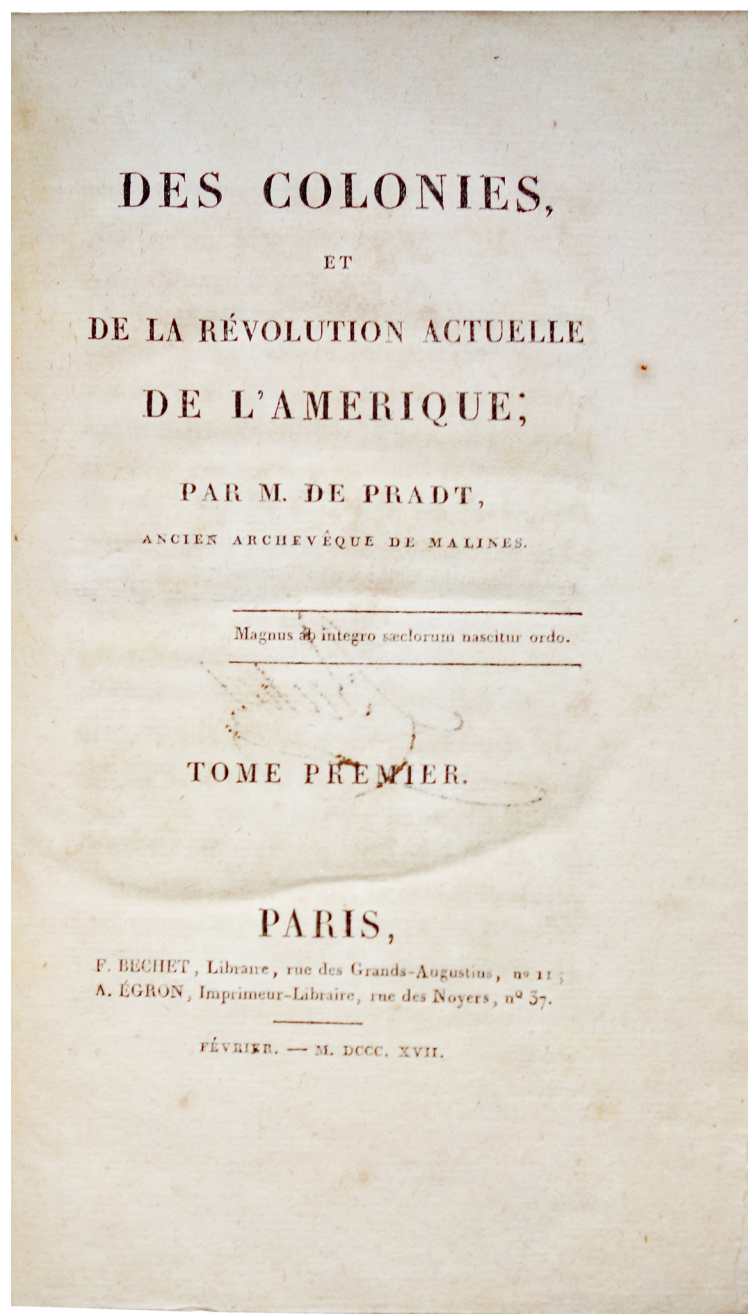 DES COLONIES,
ET
DE LA RÉVOLUTION ACTUELLE
DE L'AMERIQUE;
PAR M. DE PRADT,
ANCIEN ARCHEVÊQUE DE MALINES.
Magnus ab integro sæclorum nascitur ordo.
TOME PREMIER.
PARIS,
F. BECHET, Libraire, rue des Grands-Augustins, nº 11;
A. ÉGRON, Imprimeur-Libraire, rue des Noyers, nº 37.
FÉVRIER. — M. DCCC. XVII.